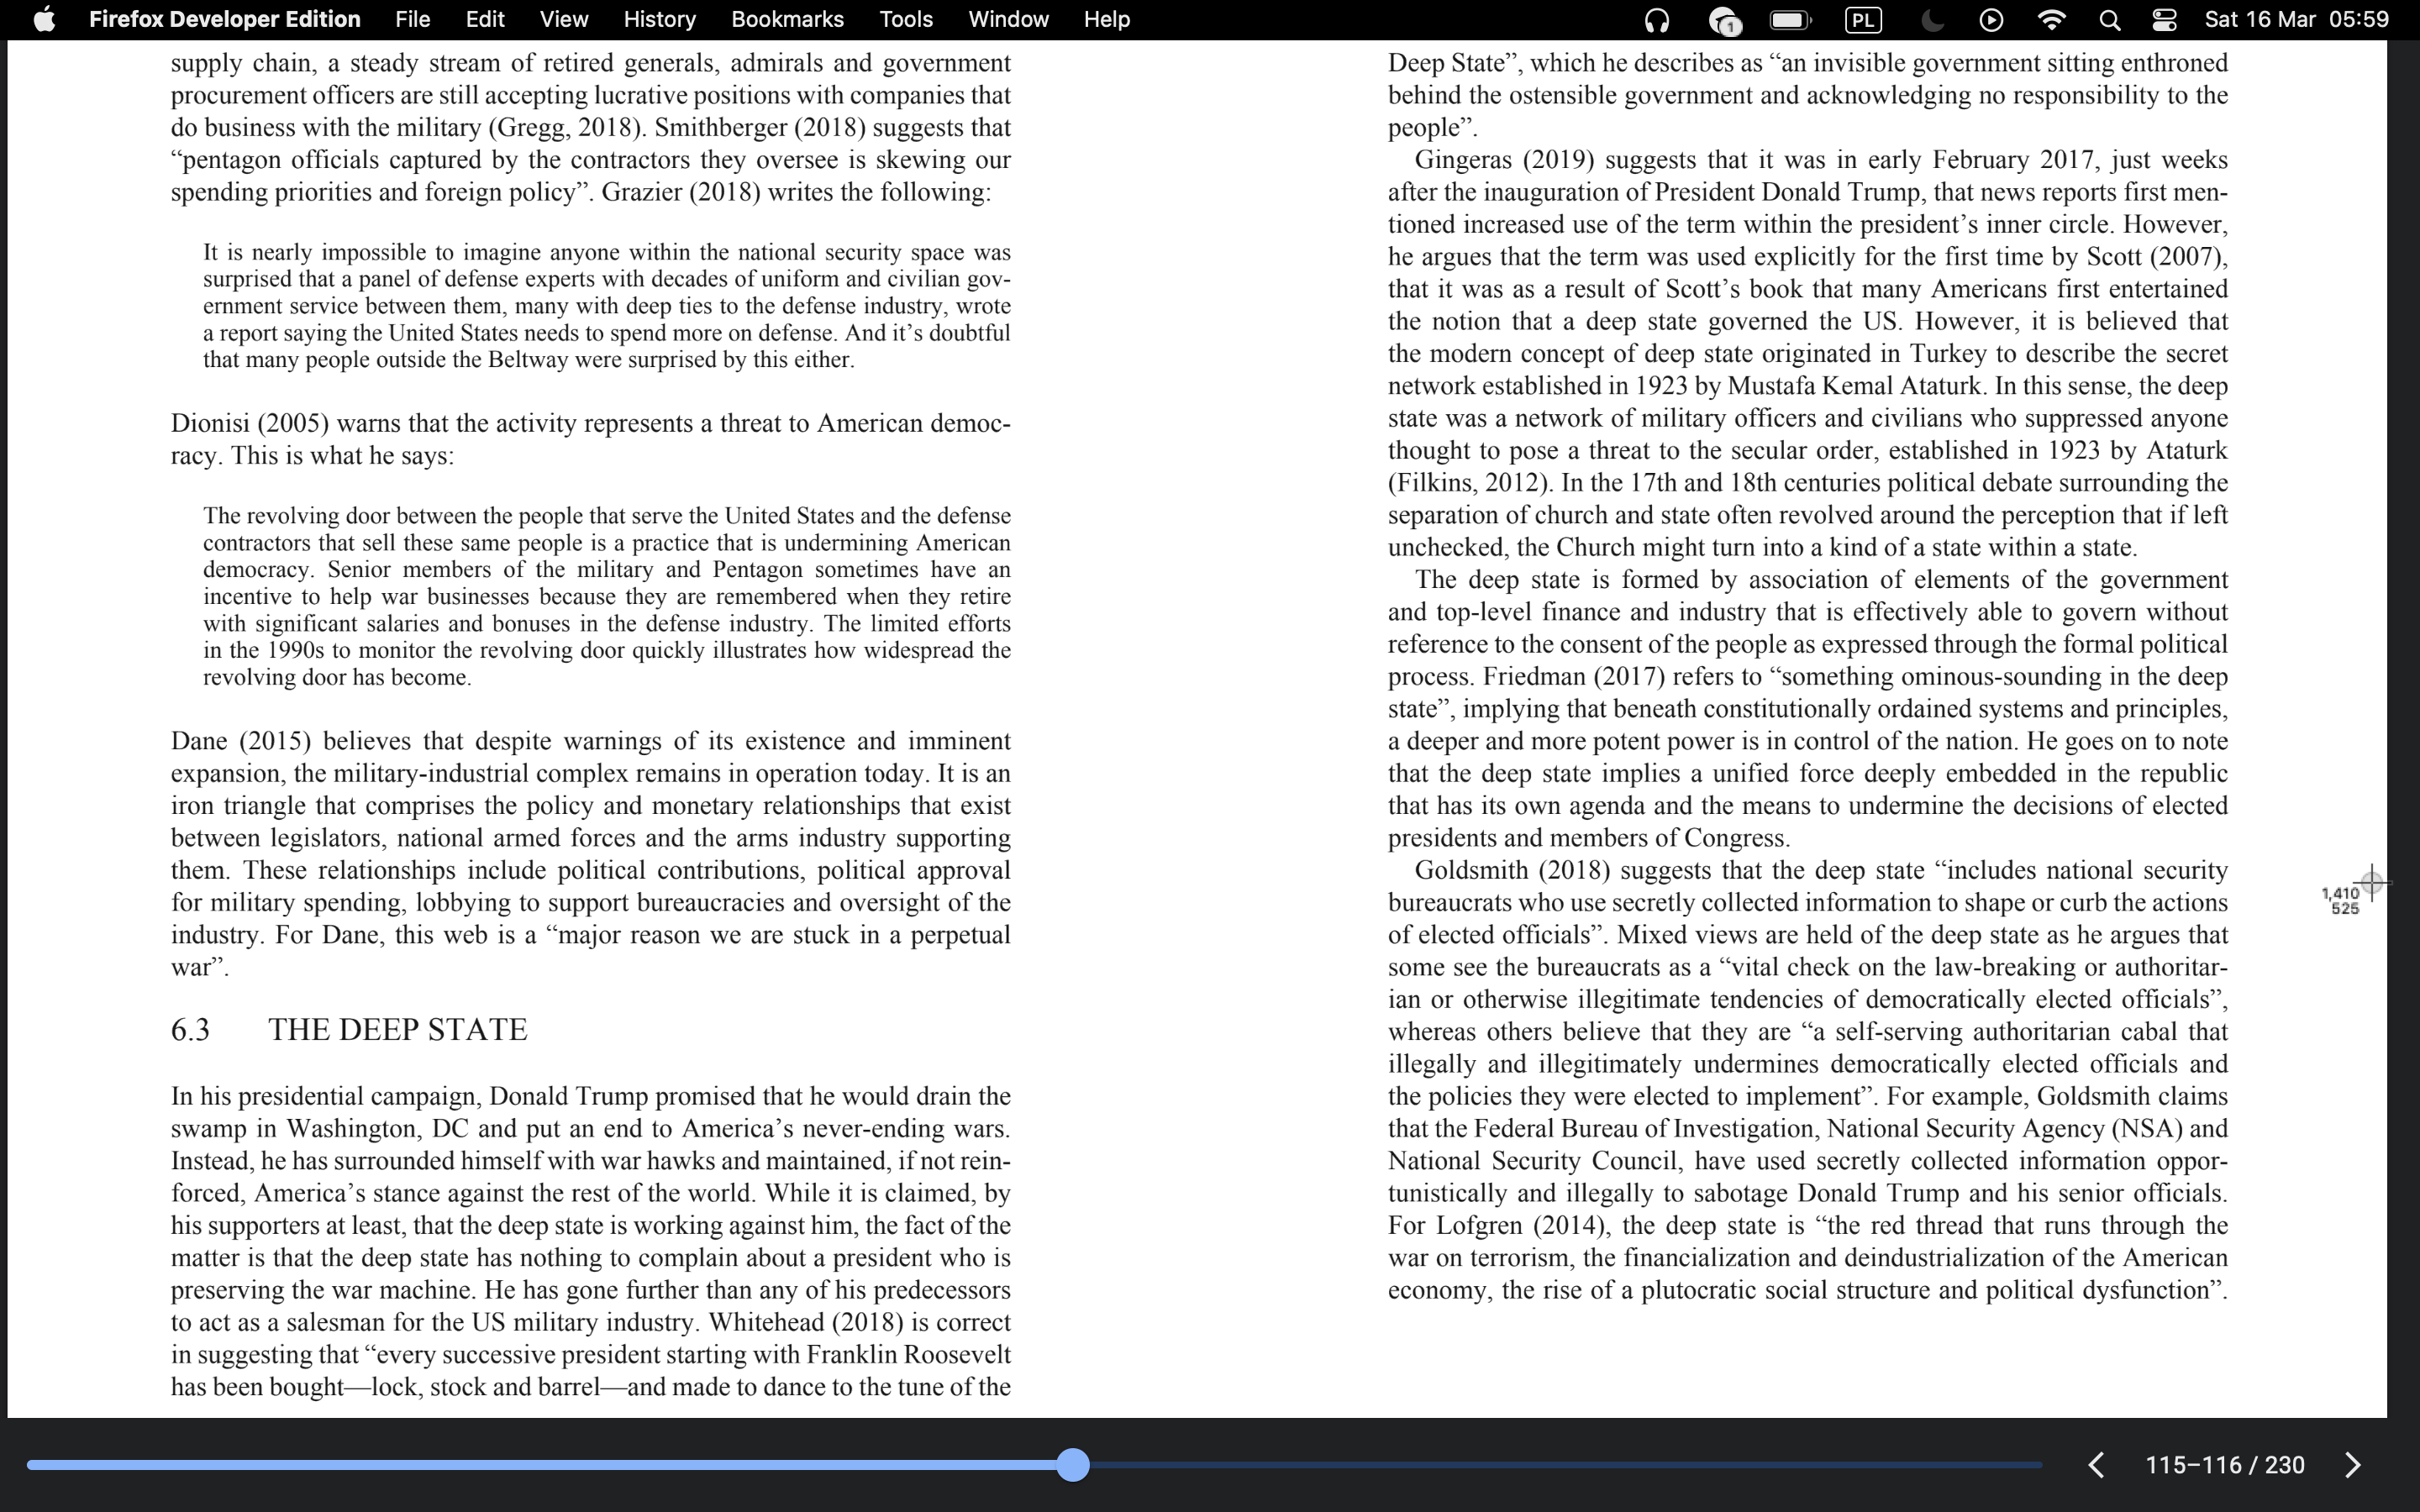 Firefox Developer Edition File Edit View History Bookmarks Tools Window Help 1 PL Sat 16 Mar 05:59
supply chain, a steady stream of retired generals, admirals and government
procurement officers are still accepting lucrative positions with companies that
do business with the military (Gregg, 2018). Smithberger (2018) suggests that
“pentagon officials captured by the contractors they oversee is skewing our
spending priorities and foreign policy”. Grazier (2018) writes the following:
It is nearly impossible to imagine anyone within the national security space was
surprised that a panel of defense experts with decades of uniform and civilian gov-
ernment service between them, many with deep ties to the defense industry, wrote
a report saying the United States needs to spend more on defense. And it’s doubtful
that many people outside the Beltway were surprised by this either.
Dionisi (2005) warns that the activity represents a threat to American democ-
racy. This is what he says:
The revolving door between the people that serve the United States and the defense
contractors that sell these same people is a practice that is undermining American
democracy. Senior members of the military and Pentagon sometimes have an
incentive to help war businesses because they are remembered when they retire
with significant salaries and bonuses in the defense industry. The limited efforts
in the 1990s to monitor the revolving door quickly illustrates how widespread the
revolving door has become.
Dane (2015) believes that despite warnings of its existence and imminent
expansion, the military-industrial complex remains in operation today. It is an
iron triangle that comprises the policy and monetary relationships that exist
between legislators, national armed forces and the arms industry supporting
them. These relationships include political contributions, political approval
for military spending, lobbying to support bureaucracies and oversight of the
industry. For Dane, this web is a “major reason we are stuck in a perpetual
war”.
6.3 THE DEEP STATE
In his presidential campaign, Donald Trump promised that he would drain the
swamp in Washington, DC and put an end to America’s never-ending wars.
Instead, he has surrounded himself with war hawks and maintained, if not rein-
forced, America’s stance against the rest of the world. While it is claimed, by
his supporters at least, that the deep state is working against him, the fact of the
matter is that the deep state has nothing to complain about a president who is
preserving the war machine. He has gone further than any of his predecessors
to act as a salesman for the US military industry. Whitehead (2018) is correct
in suggesting that “every successive president starting with Franklin Roosevelt
has been bought—lock, stock and barrel—and made to dance to the tune of the
Deep State”, which he describes as “an invisible government sitting enthroned
behind the ostensible government and acknowledging no responsibility to the
people”.
Gingeras (2019) suggests that it was in early February 2017, just weeks
after the inauguration of President Donald Trump, that news reports first men-
tioned increased use of the term within the president’s inner circle. However,
he argues that the term was used explicitly for the first time by Scott (2007),
that it was as a result of Scott’s book that many Americans first entertained
the notion that a deep state governed the US. However, it is believed that
the modern concept of deep state originated in Turkey to describe the secret
network established in 1923 by Mustafa Kemal Ataturk. In this sense, the deep
state was a network of military officers and civilians who suppressed anyone
thought to pose a threat to the secular order, established in 1923 by Ataturk
(Filkins, 2012). In the 17th and 18th centuries political debate surrounding the
separation of church and state often revolved around the perception that if left
unchecked, the Church might turn into a kind of a state within a state.
The deep state is formed by association of elements of the government
and top-level finance and industry that is effectively able to govern without
reference to the consent of the people as expressed through the formal political
process. Friedman (2017) refers to “something ominous-sounding in the deep
state”, implying that beneath constitutionally ordained systems and principles,
a deeper and more potent power is in control of the nation. He goes on to note
that the deep state implies a unified force deeply embedded in the republic
that has its own agenda and the means to undermine the decisions of elected
presidents and members of Congress.
Goldsmith (2018) suggests that the deep state “includes national security
bureaucrats who use secretly collected information to shape or curb the actions
of elected officials”. Mixed views are held of the deep state as he argues that
some see the bureaucrats as a “vital check on the law-breaking or authoritar-
ian or otherwise illegitimate tendencies of democratically elected officials”,
whereas others believe that they are “a self-serving authoritarian cabal that
illegally and illegitimately undermines democratically elected officials and
the policies they were elected to implement”. For example, Goldsmith claims
that the Federal Bureau of Investigation, National Security Agency (NSA) and
National Security Council, have used secretly collected information oppor-
tunistically and illegally to sabotage Donald Trump and his senior officials.
For Lofgren (2014), the deep state is “the red thread that runs through the
war on terrorism, the financialization and deindustrialization of the American
economy, the rise of a plutocratic social structure and political dysfunction”.
1,410
525
115–116 / 230